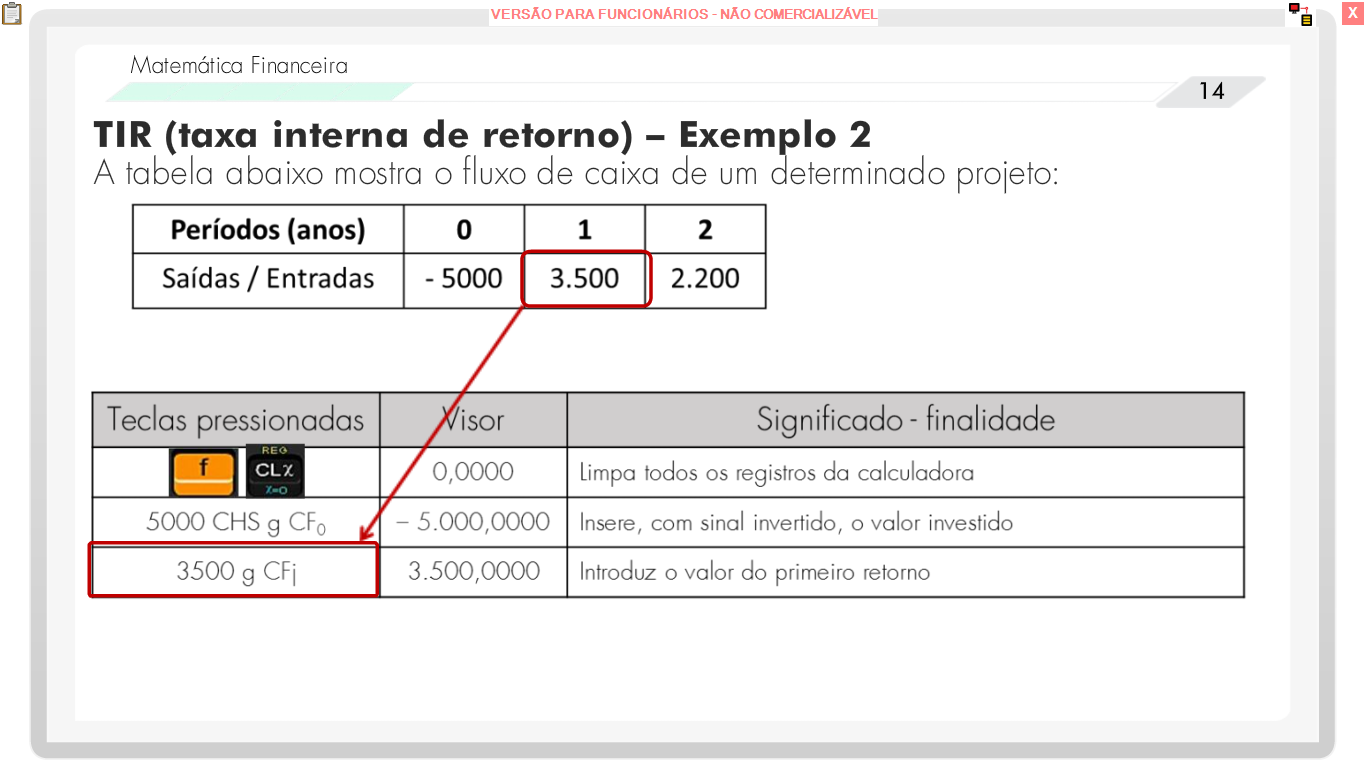 VERSÃO PARA FUNCIONÁRIOS - NÃO COMERCIALIZÁVEL
X
Matemática Financeira
14
TIR (taxa interna de retorno) – Exemplo 2
A tabela abaixo mostra o fluxo de caixa de um determinado projeto:
Períodos (anos) 0 1 2
Saídas / Entradas - 5000 3.500 2.200
Teclas pressionadas Visor Significado - finalidade
f REG CLx x=0 0,0000 Limpa todos os registros da calculadora
5000 CHS g CF₀ – 5.000,0000 Insere, com sinal invertido, o valor investido
3500 g CFj 3.500,0000 Introduz o valor do primeiro retorno